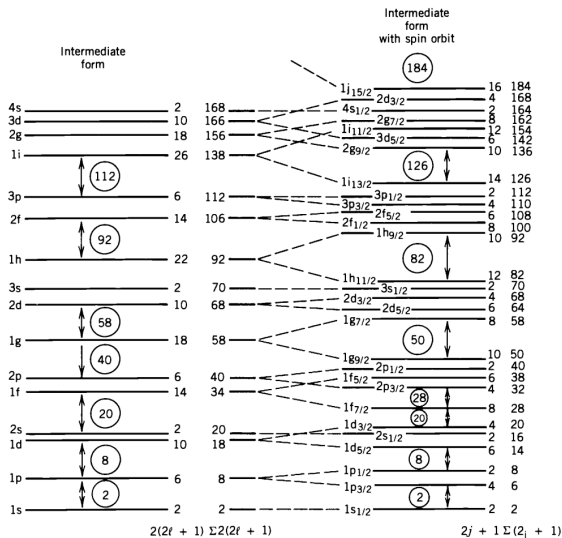 Intermediate
form
Intermediate
form
with spin orbit
184
1j15/2 16 184
4s 2 168 2d3/2 4 168
3d 10 166 4s1/2 2 164
2g 18 156 2g7/2 8 162
1i11/2 12 154
1i 26 138 3d5/2 6 142
2g9/2 10 136
112 126
1i13/2 14 126
3p 6 112 3p1/2 2 112
3p3/2 4 110
2f 14 106 2f5/2 6 108
2f1/2 8 100
92 1h9/2 10 92
1h 22 92 82
1h11/2 12 82
3s 2 70 3s1/2 2 70
2d 10 68 2d3/2 4 68
2d5/2 6 64
58 1g7/2 8 58
1g 18 58 50
40 1g9/2 10 50
2p 6 40 2p1/2 2 40
1f5/2 6 38
1f 14 34 2p3/2 4 32
28
20 1f7/2 8 28
20
2s 2 20 1d3/2 4 20
1d 10 18 2s1/2 2 16
8 1d5/2 6 14
8
1p 6 8 1p1/2 2 8
2 1p3/2 4 6
2
1s 2 2 1s1/2 2 2
2(2ℓ + 1) Σ2(2ℓ + 1) 2j + 1 Σ(2j + 1)